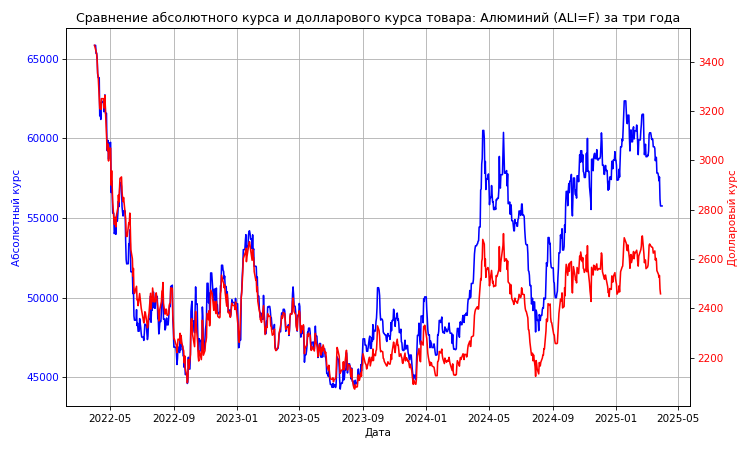 Сравнение абсолютного курса и долларового курса товара: Алюминий (ALI=F) за три года
65000
60000
55000
50000
45000
Абсолютный курс
3400
3200
3000
2800
2600
2400
2200
Долларовый курс
2022-05 2022-09 2023-01 2023-05 2023-09 2024-01 2024-05 2024-09 2025-01 2025-05
Дата